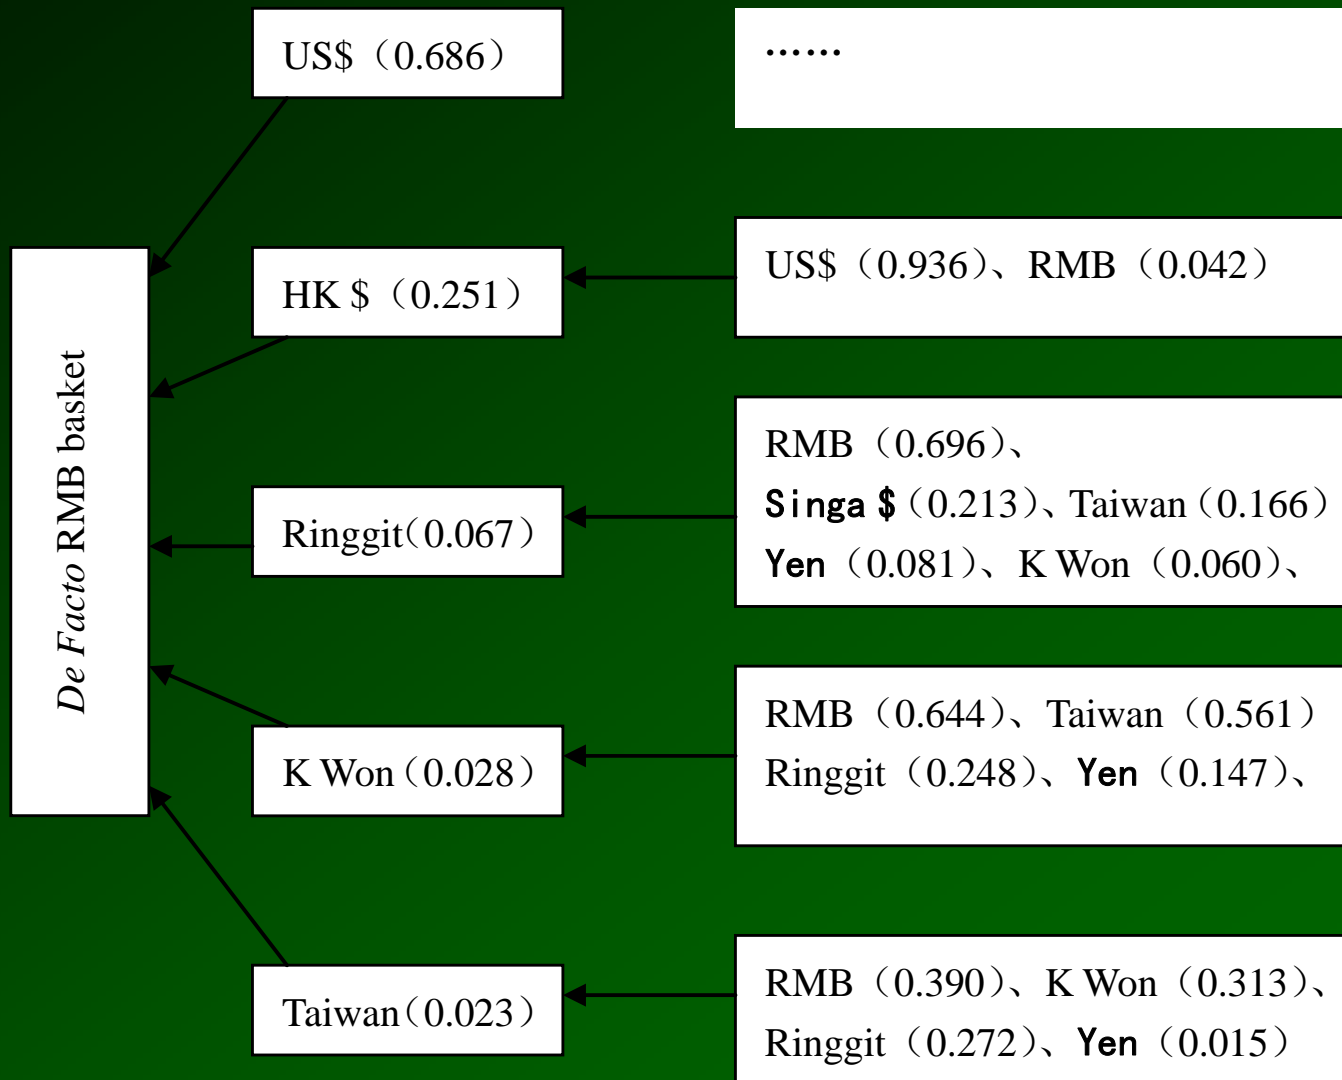 US$（0.686）
……
HK $（0.251）
US$（0.936）、RMB（0.042）
De Facto RMB basket
Ringgit（0.067）
RMB（0.696）、
Singa $（0.213）、Taiwan（0.166）
Yen（0.081）、K Won（0.060）、
K Won（0.028）
RMB（0.644）、Taiwan（0.561）
Ringgit（0.248）、Yen（0.147）、
Taiwan（0.023）
RMB（0.390）、K Won（0.313）、
Ringgit（0.272）、Yen（0.015）